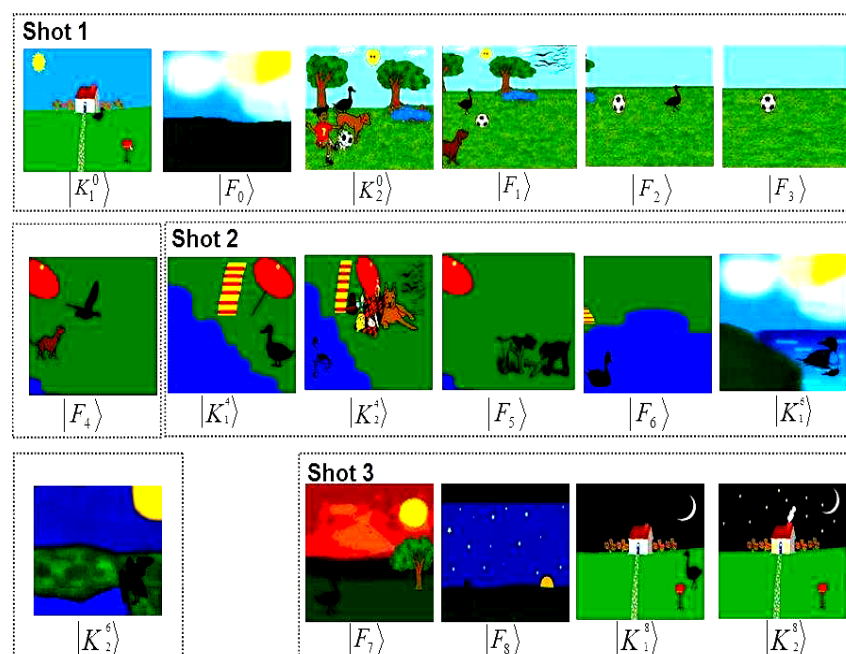 Shot 1
|K₁⁰⟩ |F₀⟩ |K₂⁰⟩ |F₁⟩ |F₂⟩ |F₃⟩
Shot 2
|F₄⟩ |K₁⁴⟩ |K₂⁴⟩ |F₅⟩ |F₆⟩ |K₁⁶⟩
Shot 3
|K₂⁶⟩ |F₇⟩ |F₈⟩ |K₁⁸⟩ |K₂⁸⟩